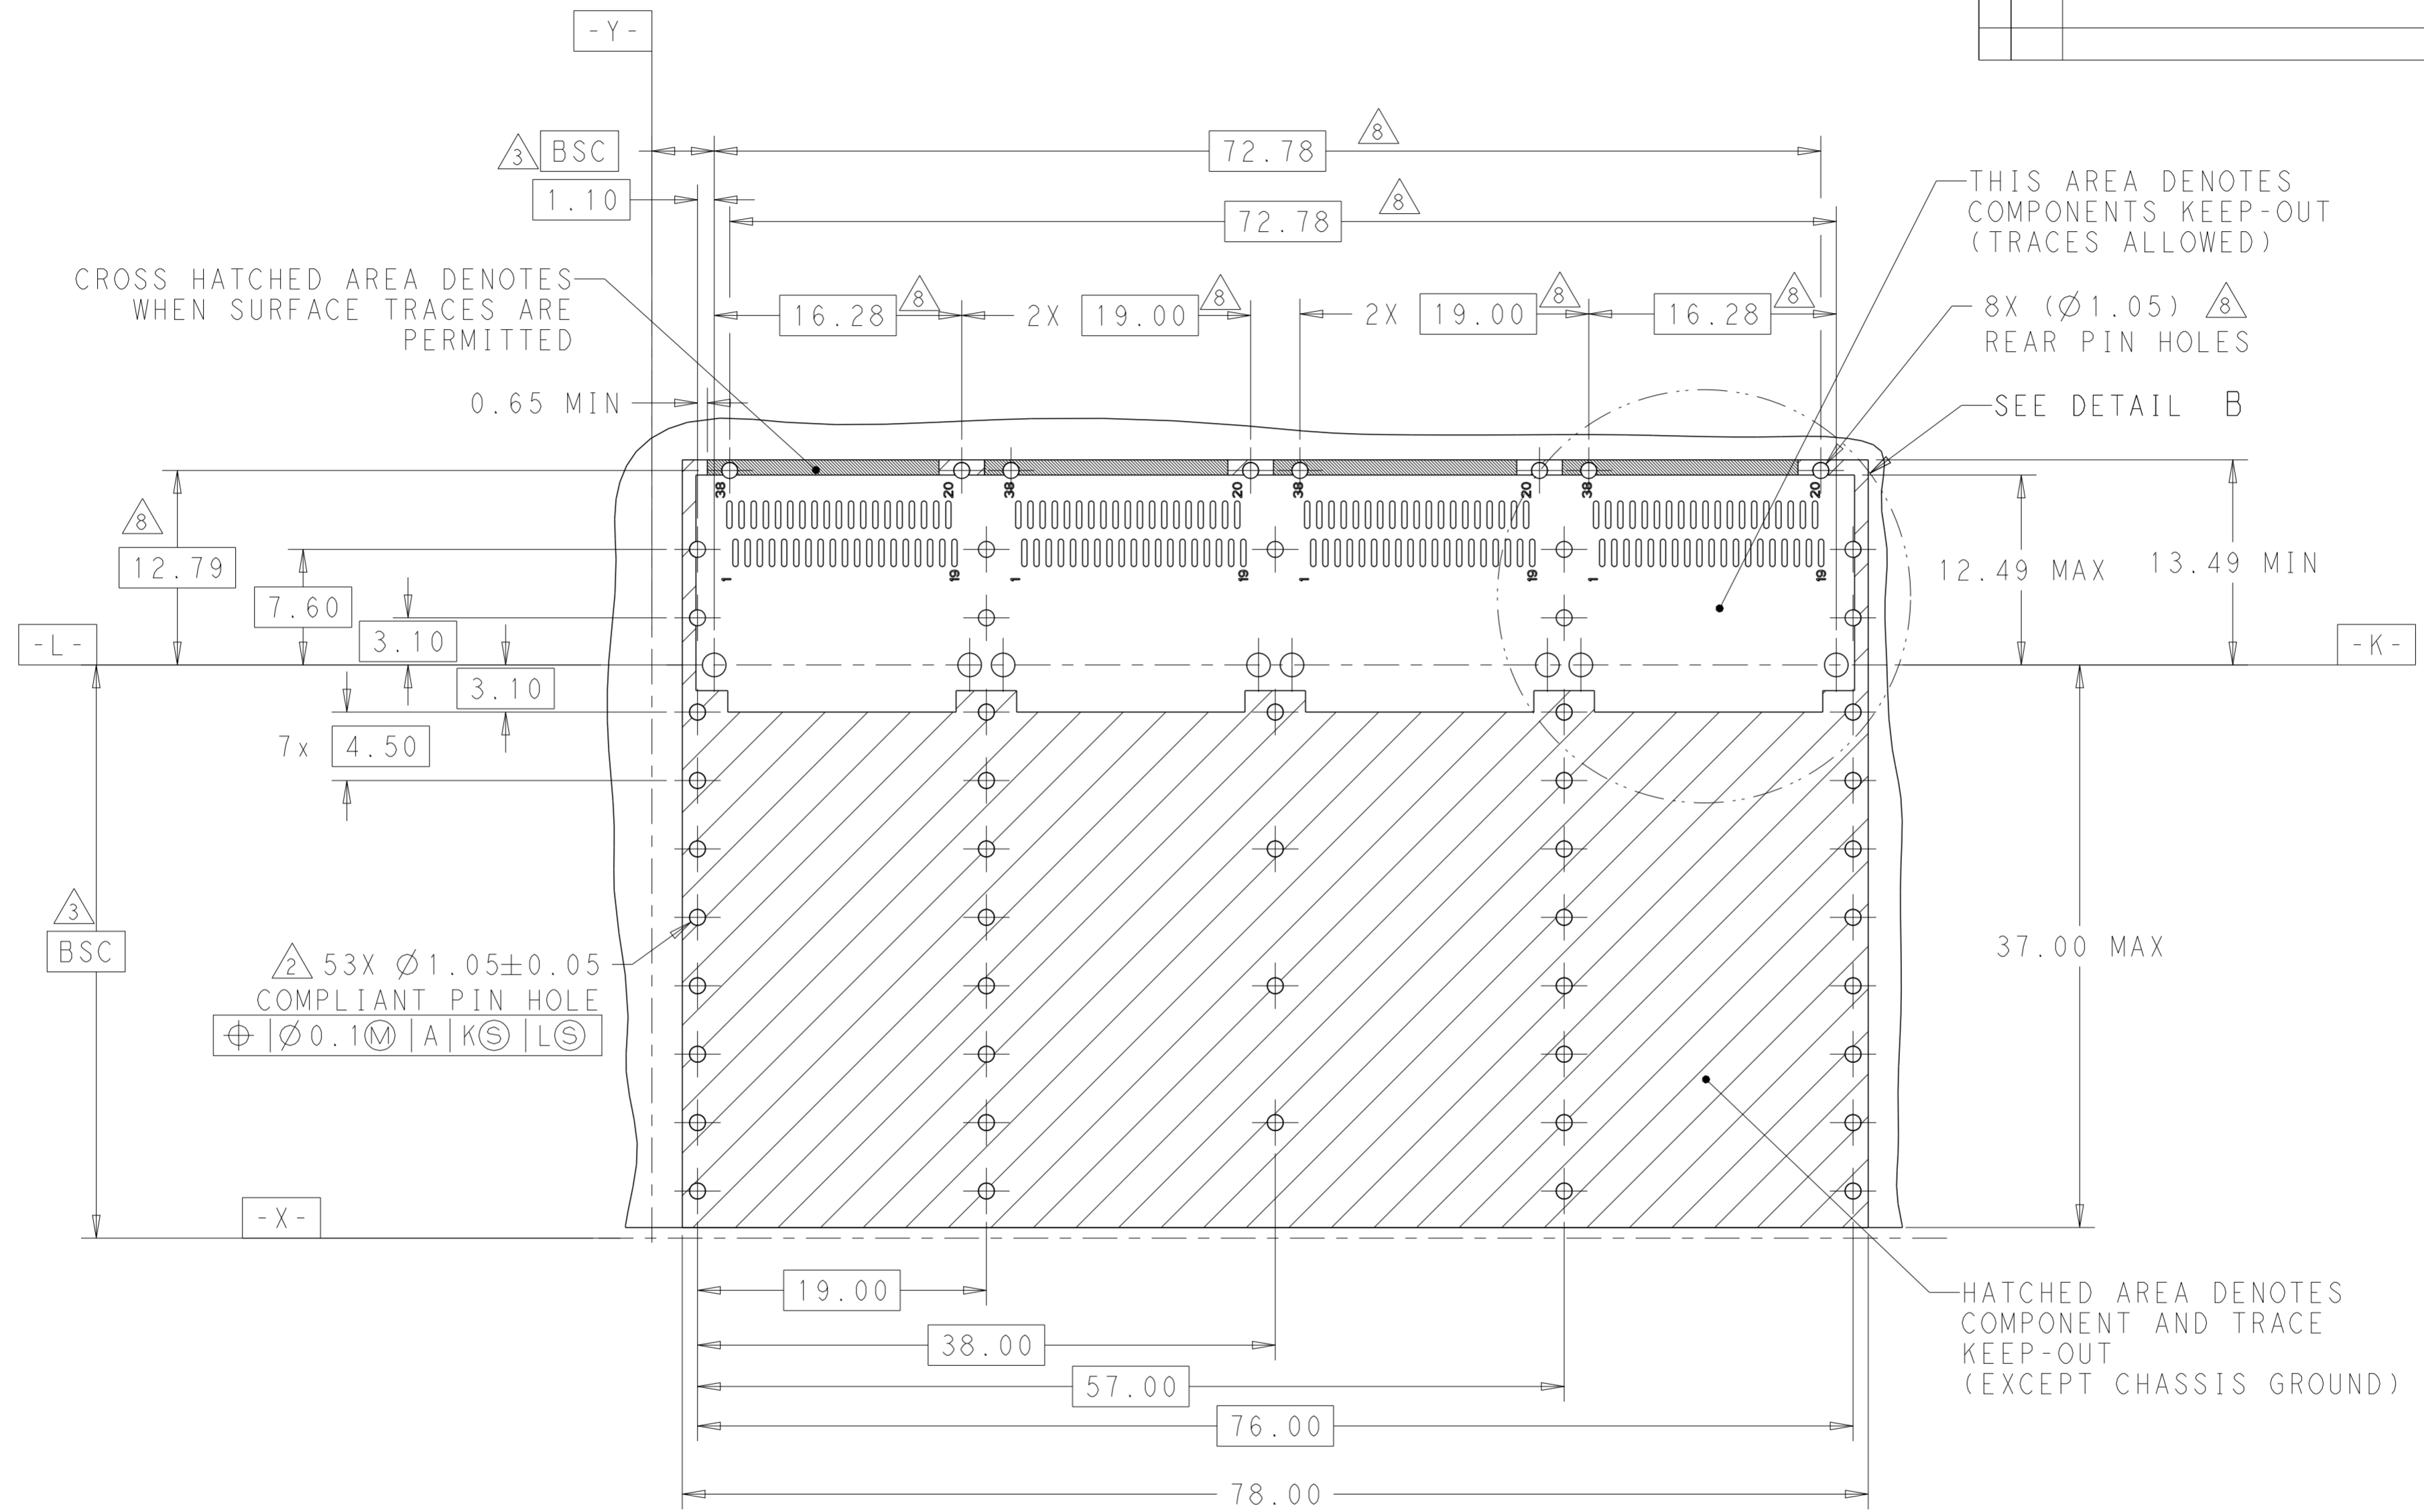 -Y-
3 BSC
72.78 8
1.10
72.78 8
THIS AREA DENOTES
COMPONENTS KEEP-OUT
(TRACES ALLOWED)
CROSS HATCHED AREA DENOTES
WHEN SURFACE TRACES ARE
PERMITTED
16.28 8
2X 19.00 8
2X 19.00 8
16.28 8
8X (Ø1.05) 8
REAR PIN HOLES
0.65 MIN
SEE DETAIL B
38 20 38 20 38 20 38 20
1 19 1 19 1 19 1 19
8
12.79
7.60
3.10
3.10
12.49 MAX
13.49 MIN
-L-
-K-
7x 4.50
3
BSC
37.00 MAX
2 53X Ø1.05±0.05
COMPLIANT PIN HOLE
⌖ | Ø0.1Ⓜ | A | KⓈ | LⓈ
-X-
19.00
38.00
57.00
76.00
78.00
HATCHED AREA DENOTES
COMPONENT AND TRACE
KEEP-OUT
(EXCEPT CHASSIS GROUND)